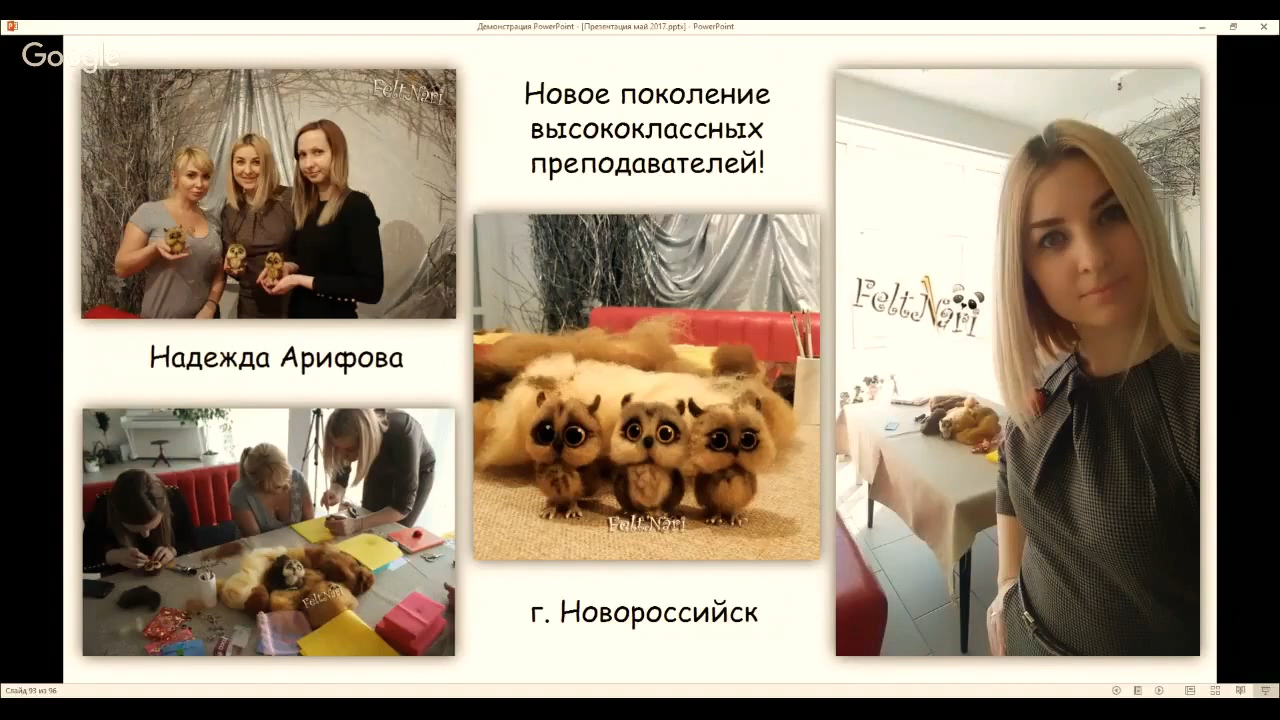 Демонстрация PowerPoint - [Презентация май 2017.pptx] - PowerPoint
Google
FeltNari
Новое поколение
высококлассных
преподавателей!
FeltNari
Надежда Арифова
FeltNari
FeltNari
г. Новороссийск
Слайд 93 из 96